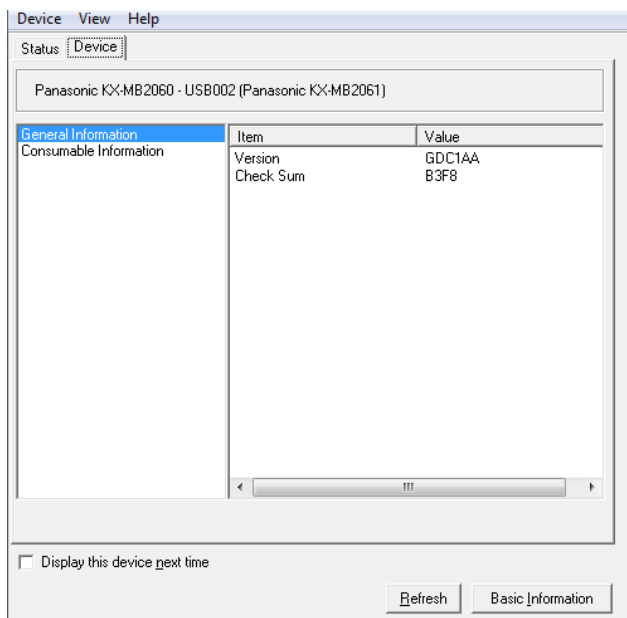 Device View Help
Status Device
Panasonic KX-MB2060 - USB002 (Panasonic KX-MB2061)
General Information
Consumable Information
Item Value
Version GDC1AA
Check Sum B3F8
Display this device next time
Refresh Basic Information